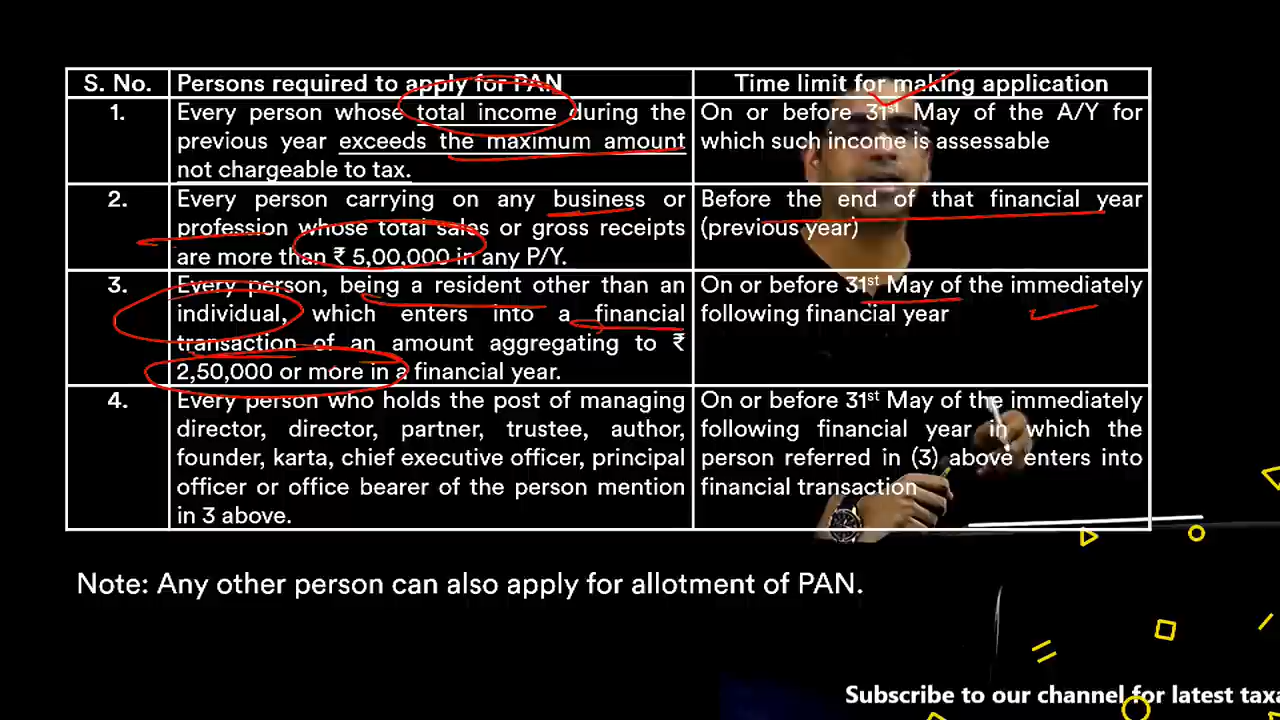 S. No. Persons required to apply for PAN Time limit for making application
1. Every person whose total income during the On or before 31st May of the A/Y for
previous year exceeds the maximum amount which such income is assessable
not chargeable to tax.
2. Every person carrying on any business or Before the end of that financial year
profession whose total sales or gross receipts (previous year)
are more than ₹ 5,00,000 in any P/Y.
3. Every person, being a resident other than an On or before 31st May of the immediately
individual, which enters into a financial following financial year
transaction of an amount aggregating to ₹
2,50,000 or more in a financial year.
4. Every person who holds the post of managing On or before 31st May of the immediately
director, director, partner, trustee, author, following financial year in which the
founder, karta, chief executive officer, principal person referred in (3) above enters into
officer or office bearer of the person mention financial transaction
in 3 above.
Note: Any other person can also apply for allotment of PAN.
Subscribe to our channel for latest taxa